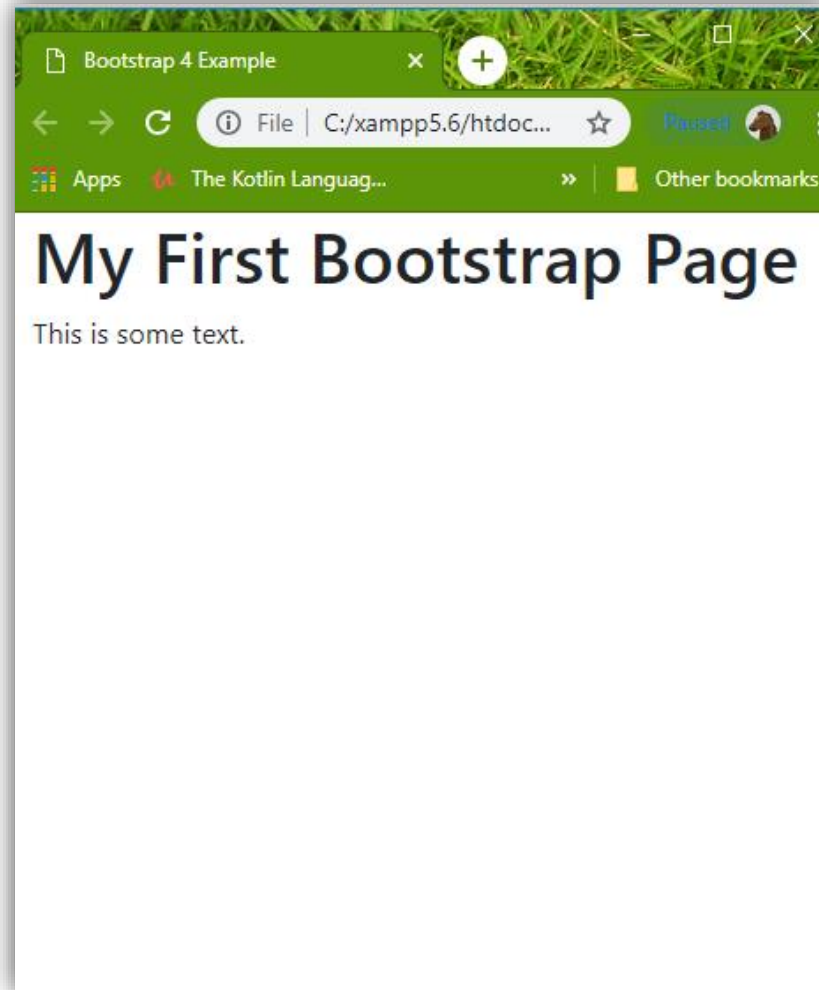 Bootstrap 4 Example
File | C:/xampp5.6/htdoc... Paused
Apps The Kotlin Languag... » Other bookmarks
My First Bootstrap Page
This is some text.